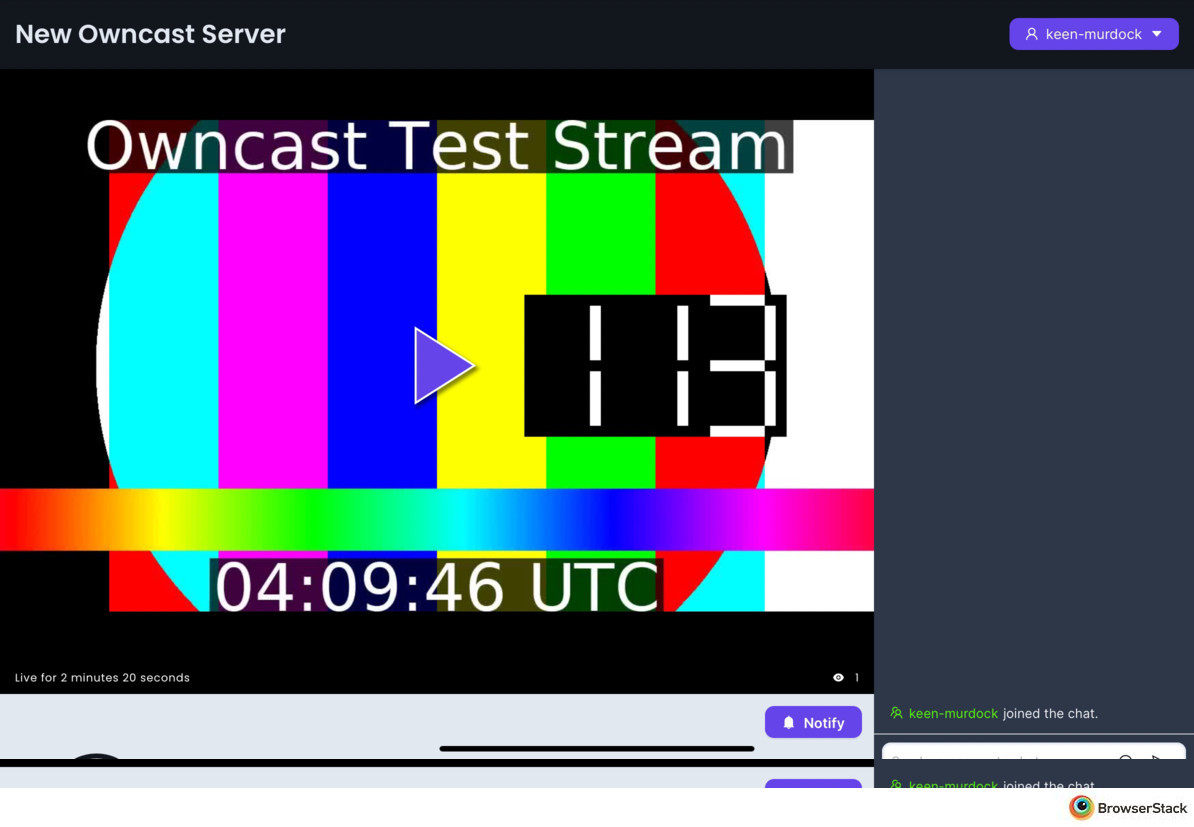 New Owncast Server
keen-murdock
Owncast Test Stream
113
04:09:46 UTC
Live for 2 minutes 20 seconds
1
Notify
keen-murdock joined the chat.
keen-murdock joined the chat
BrowserStack